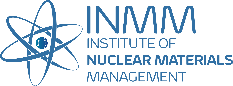 INMM
INSTITUTE OF
NUCLEAR MATERIALS
MANAGEMENT